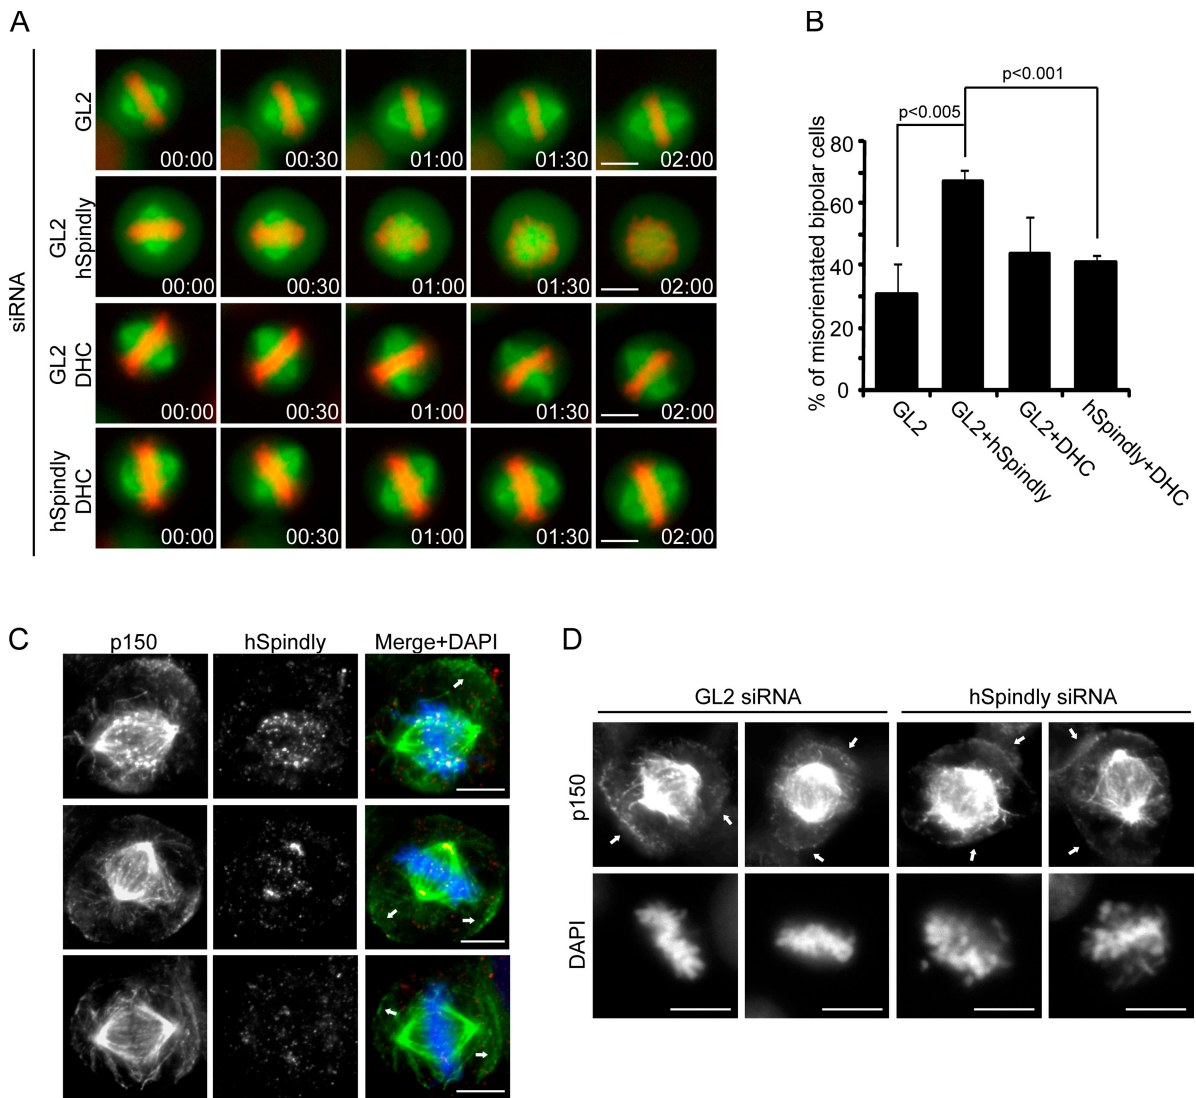 A
siRNA
GL2
00:00
00:30
01:00
01:30
02:00
GL2
hSpindly
00:00
00:30
01:00
01:30
02:00
GL2
DHC
00:00
00:30
01:00
01:30
02:00
hSpindly
DHC
00:00
00:30
01:00
01:30
02:00
B
p<0.001
p<0.005
% of misorientated bipolar cells
80
60
40
20
0
GL2
GL2+hSpindly
GL2+DHC
hSpindly+DHC
C
p150
hSpindly
Merge+DAPI
D
GL2 siRNA
hSpindly siRNA
p150
DAPI